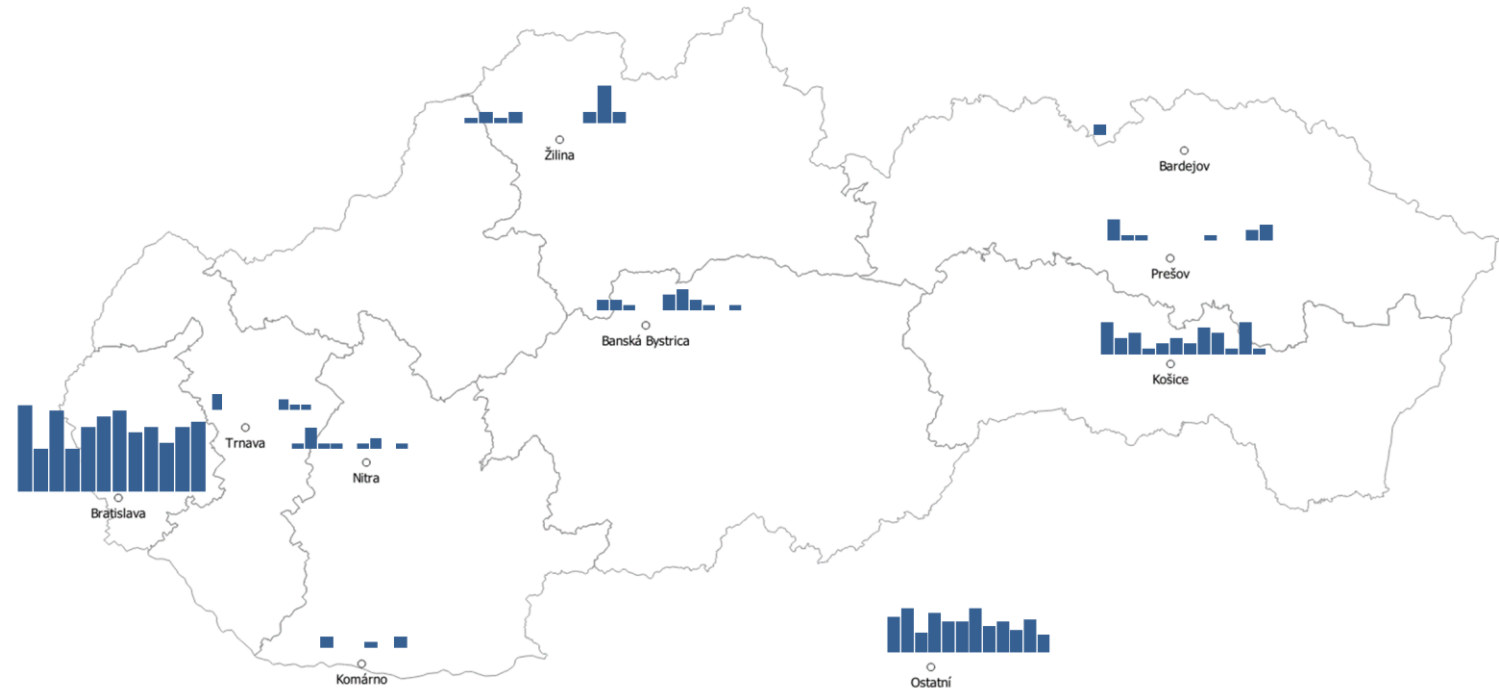 Žilina
Bardejov
Prešov
Banská Bystrica
Košice
Trnava
Nitra
Bratislava
Komárno
Ostatní